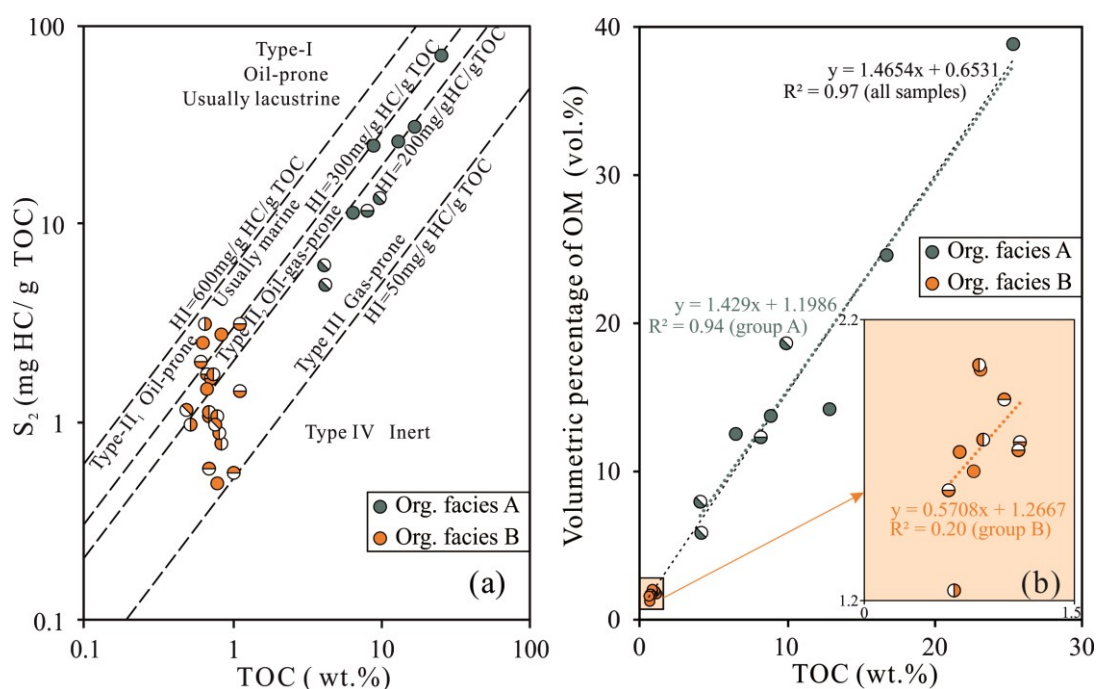 100
10
1
0.1
0.1
1
10
100
S₂ (mg HC/ g TOC)
TOC ( wt.%)
Type-I
Oil-prone
Usually lacustrine
HI=600mg/g HC/g TOC
Type-II₁ Oil-prone
Usually marine
HI=300mg/g HC/g TOC
Type II₂ Oil-gas-prone
HI=200mg/gHC/gTOC
Type III Gas-prone
HI=50mg/g HC/g TOC
Type IV Inert
Org. facies A
Org. facies B
(a)
40
30
20
10
0
0
10
20
30
Volumetric percentage of OM (vol.%)
TOC (wt.%)
y = 1.4654x + 0.6531
R² = 0.97 (all samples)
Org. facies A
Org. facies B
y = 1.429x + 1.1986
R² = 0.94 (group A)
2.2
1.2
0
1.5
y = 0.5708x + 1.2667
R² = 0.20 (group B)
(b)